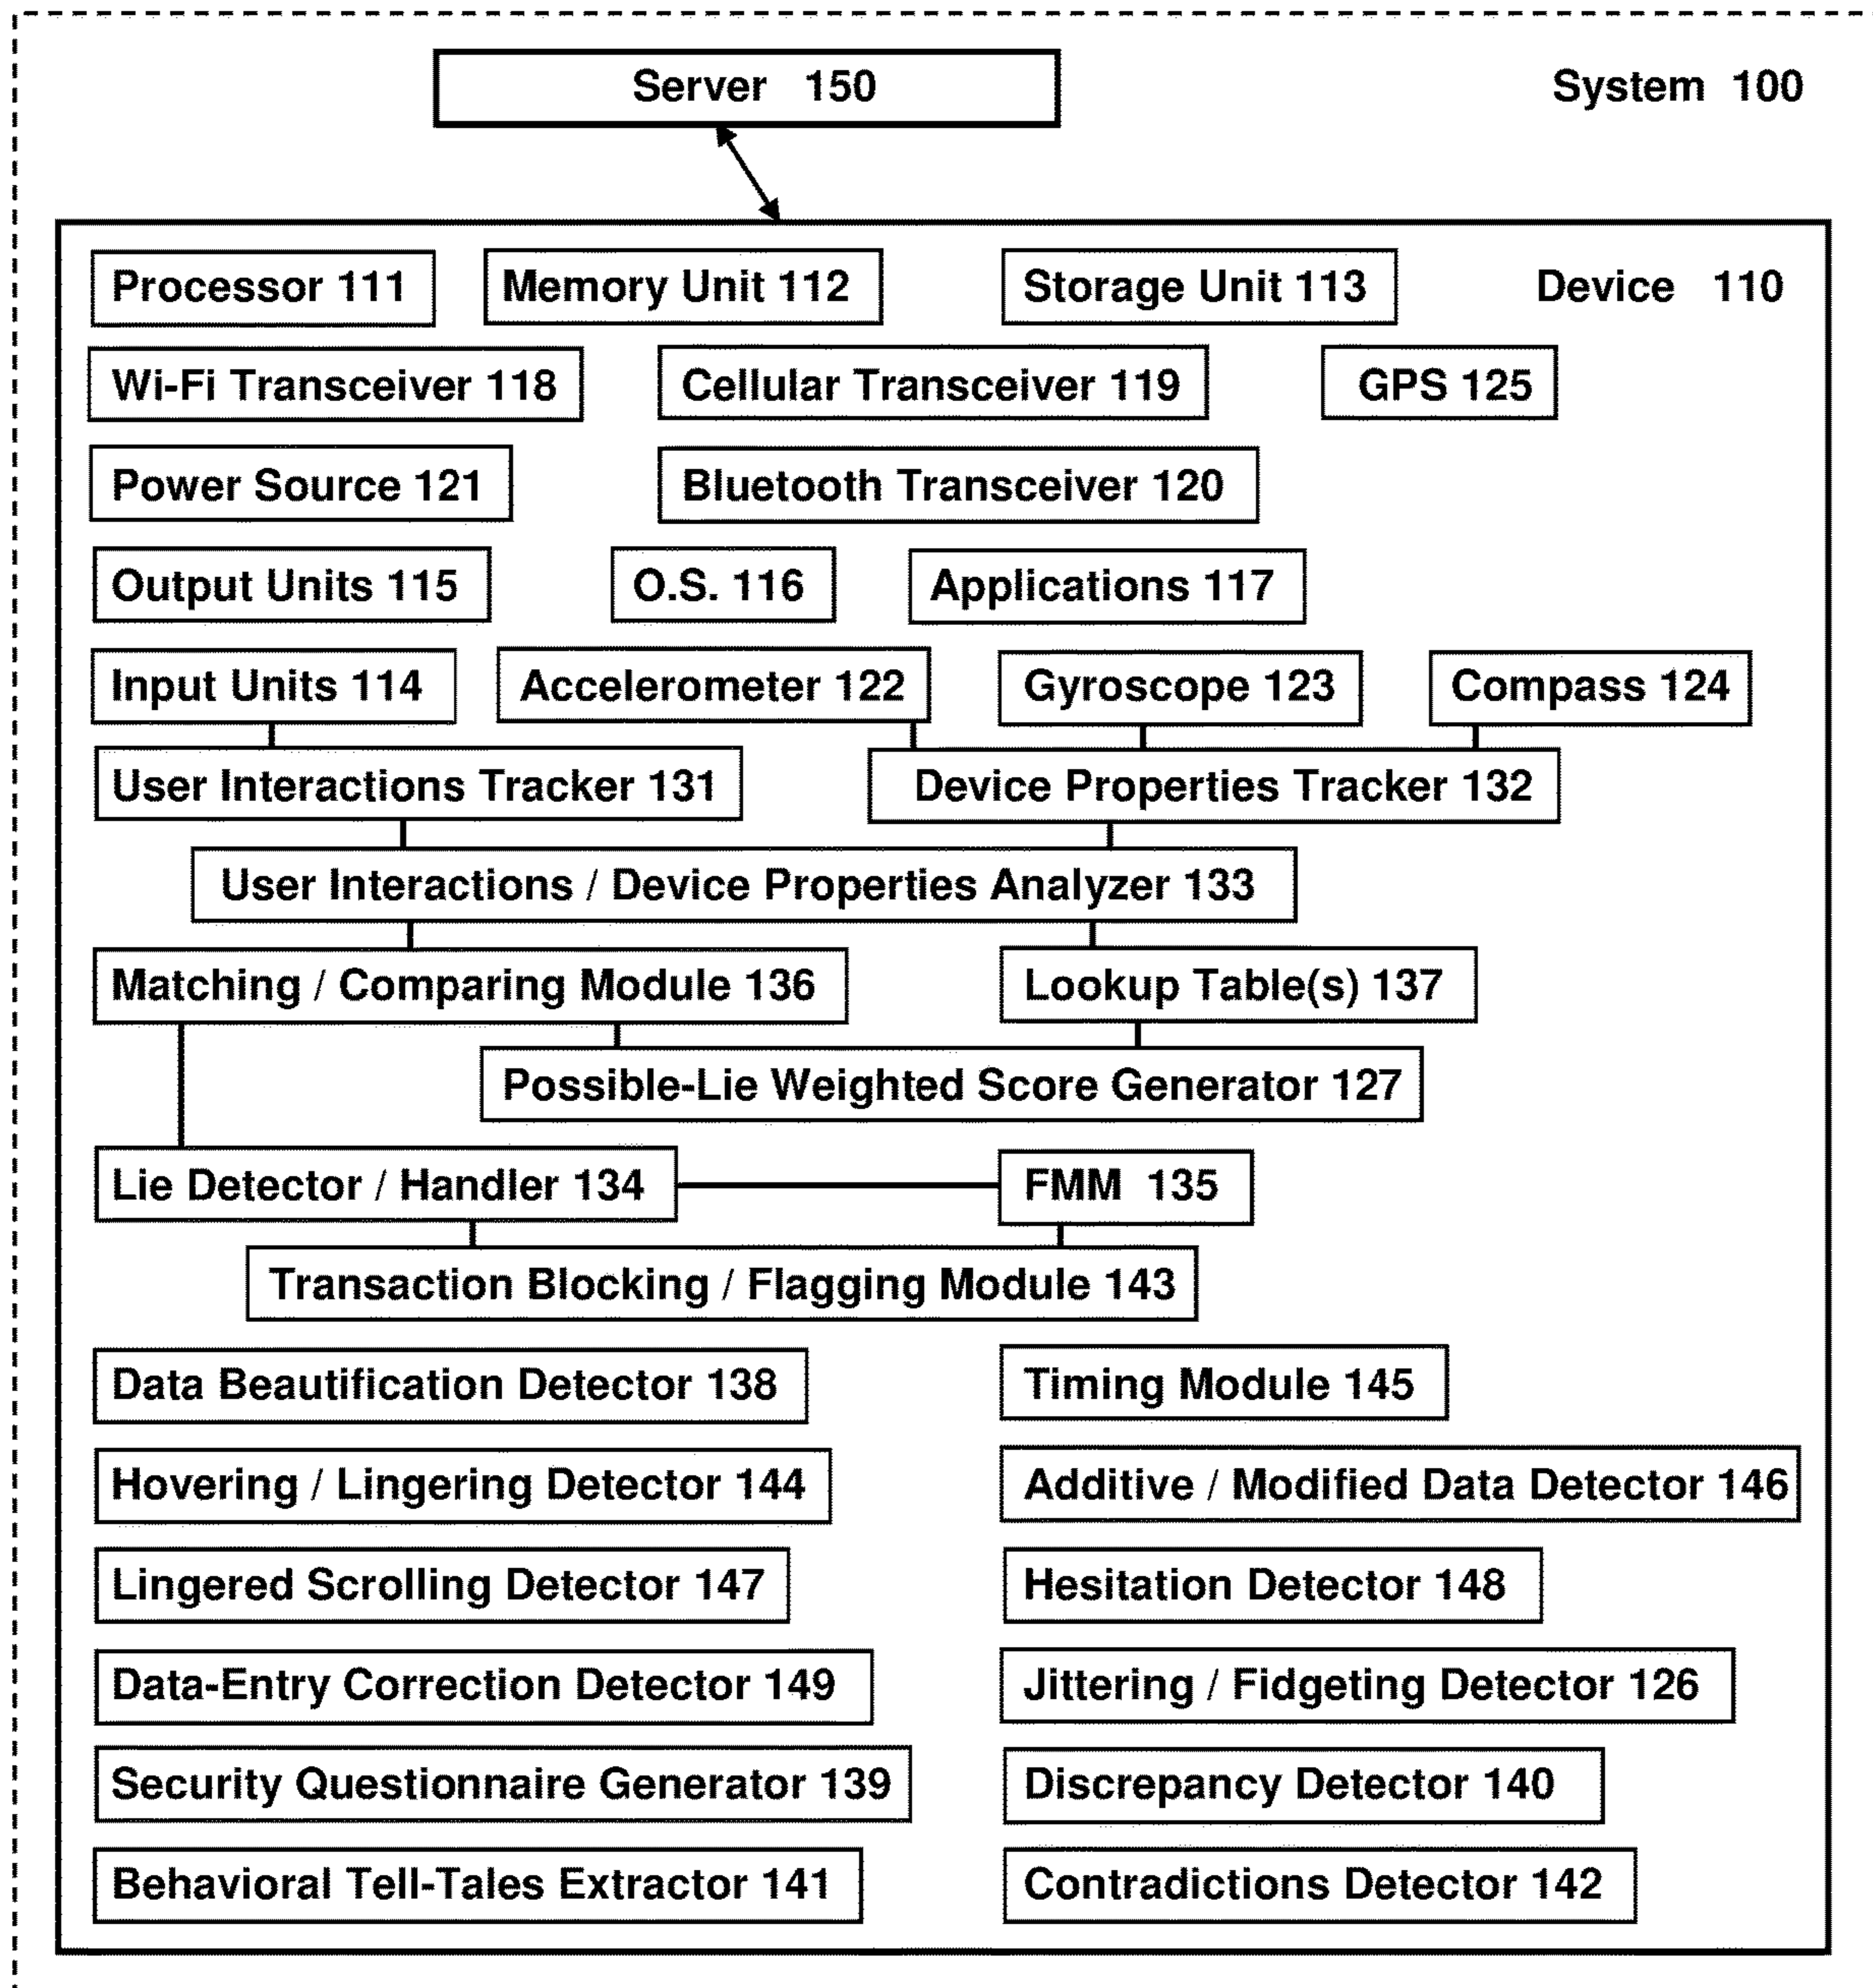 Server 150 System 100
Processor 111 Memory Unit 112 Storage Unit 113 Device 110
Wi-Fi Transceiver 118 Cellular Transceiver 119 GPS 125
Power Source 121 Bluetooth Transceiver 120
Output Units 115 O.S. 116 Applications 117
Input Units 114 Accelerometer 122 Gyroscope 123 Compass 124
User Interactions Tracker 131 Device Properties Tracker 132
User Interactions / Device Properties Analyzer 133
Matching / Comparing Module 136 Lookup Table(s) 137
Possible-Lie Weighted Score Generator 127
Lie Detector / Handler 134 FMM 135
Transaction Blocking / Flagging Module 143
Data Beautification Detector 138 Timing Module 145
Hovering / Lingering Detector 144 Additive / Modified Data Detector 146
Lingered Scrolling Detector 147 Hesitation Detector 148
Data-Entry Correction Detector 149 Jittering / Fidgeting Detector 126
Security Questionnaire Generator 139 Discrepancy Detector 140
Behavioral Tell-Tales Extractor 141 Contradictions Detector 142